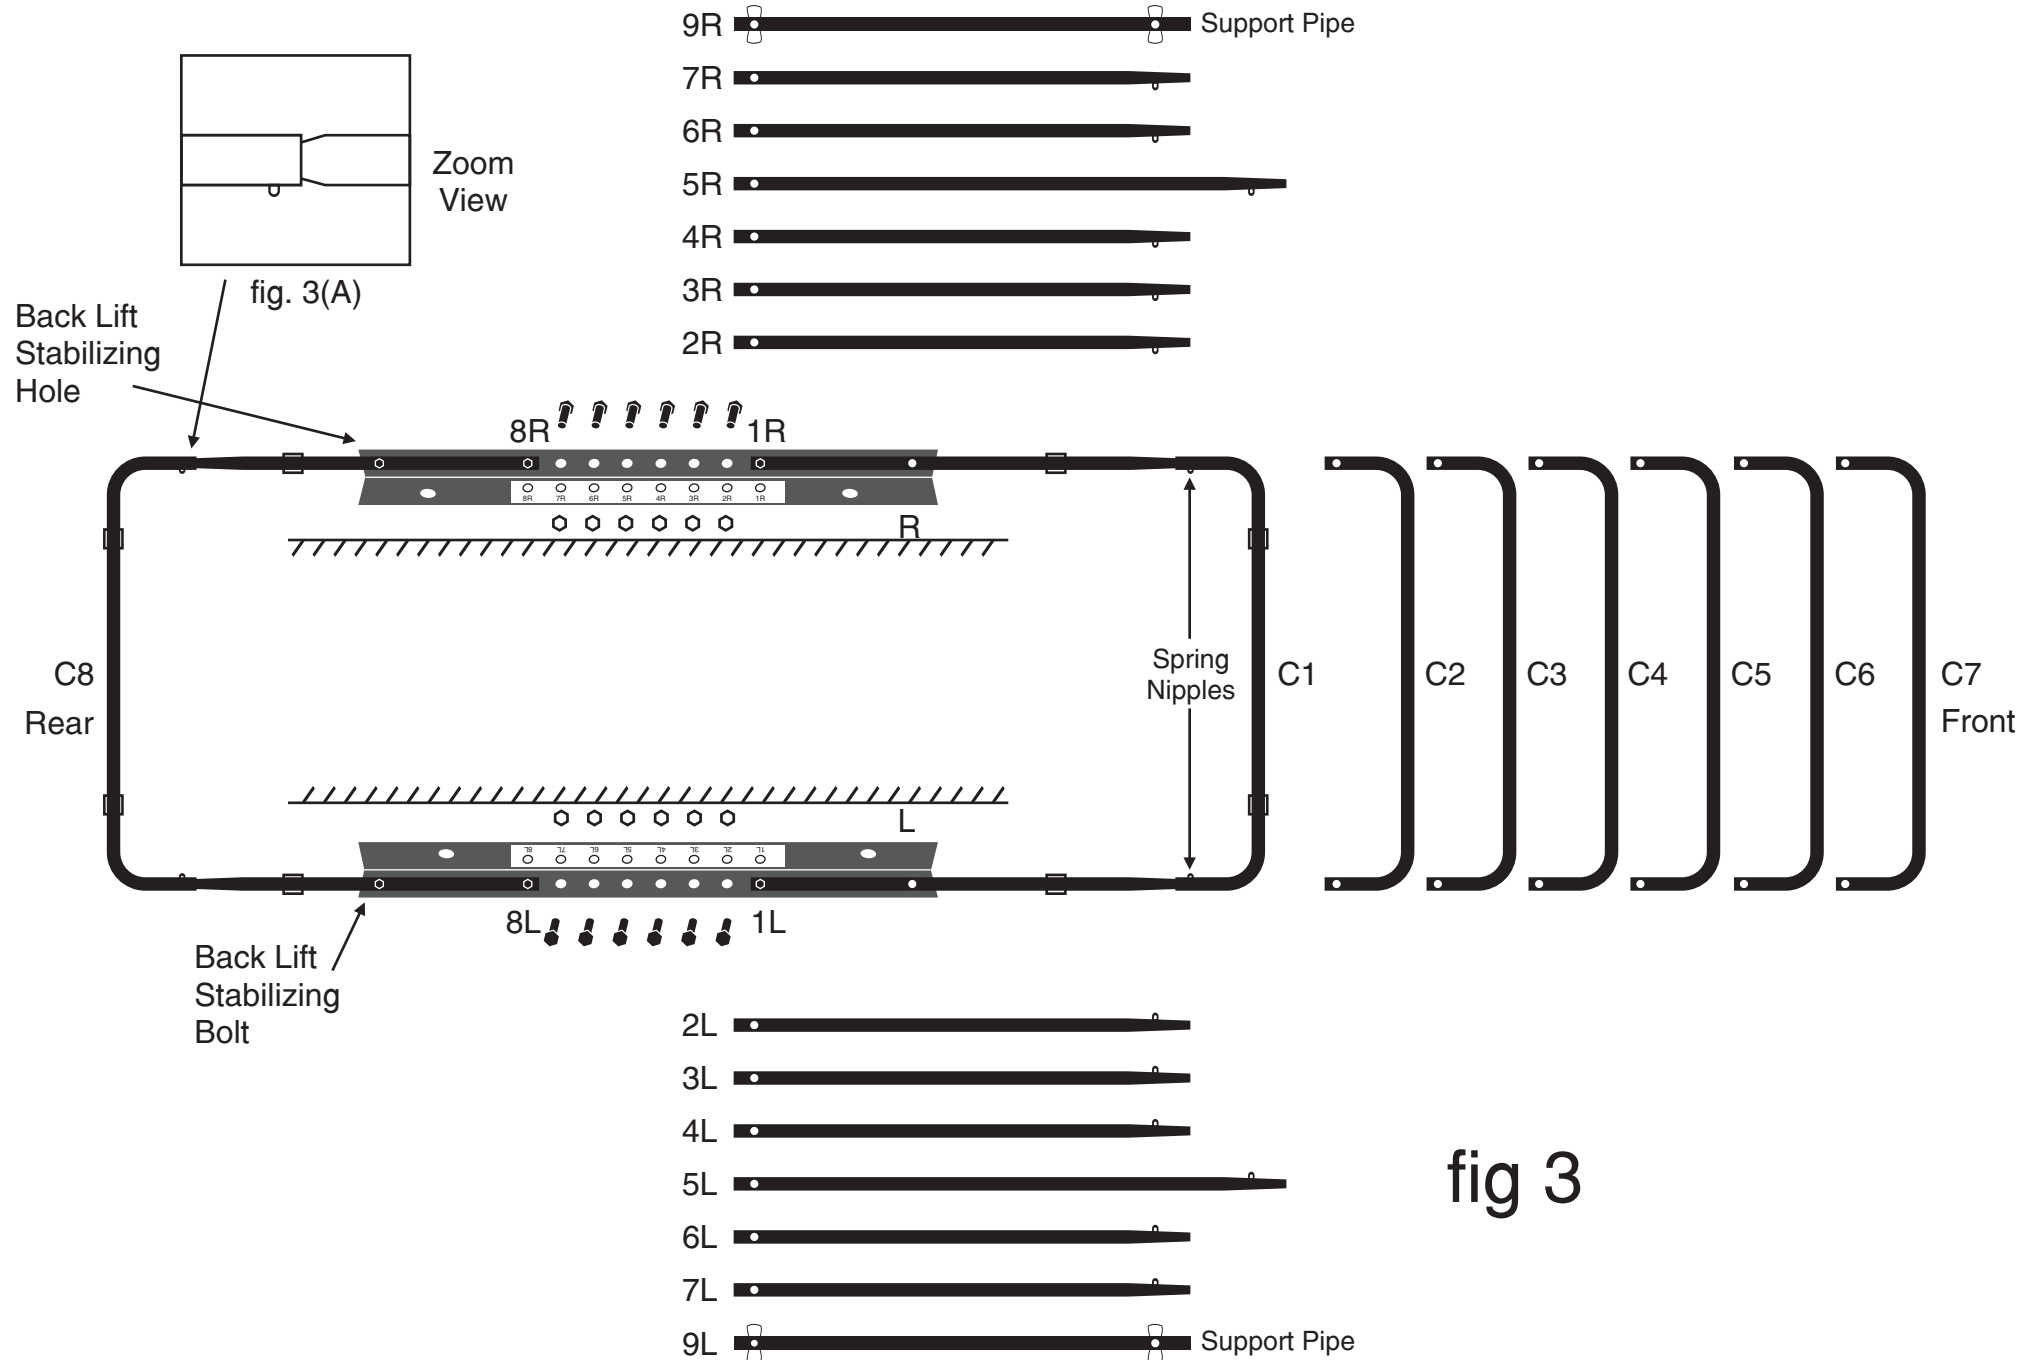 9R Support Pipe
7R
6R
5R
4R
3R
2R
Zoom
View
fig. 3(A)
Back Lift
Stabilizing
Hole
8R 1R
8R 7R 6R 5R 4R 3R 2R 1R
R
Spring
Nipples
C8
Rear
C1 C2 C3 C4 C5 C6 C7
Front
L
8L 7L 6L 5L 4L 3L 2L 1L
8L 1L
Back Lift
Stabilizing
Bolt
2L
3L
4L
5L
6L
7L
9L Support Pipe
fig 3